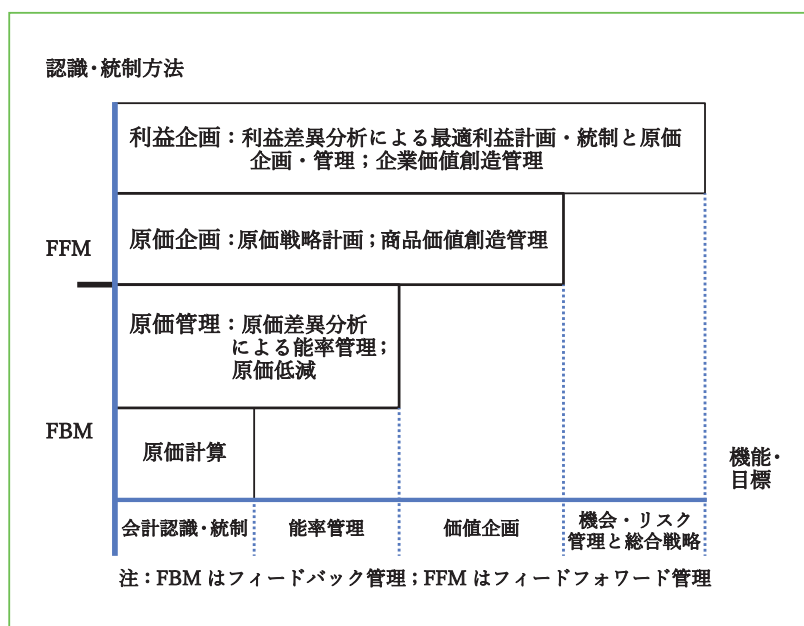 認識・統制方法
利益企画：利益差異分析による最適利益計画・統制と原価
企画・管理；企業価値創造管理
FFM
原価企画：原価戦略計画；商品価値創造管理
原価管理：原価差異分析
による能率管理；
原価低減
FBM
原価計算
機能・
目標
会計認識・統制
能率管理
価値企画
機会・リスク
管理と総合戦略
注：FBM はフィードバック管理；FFM はフィードフォワード管理